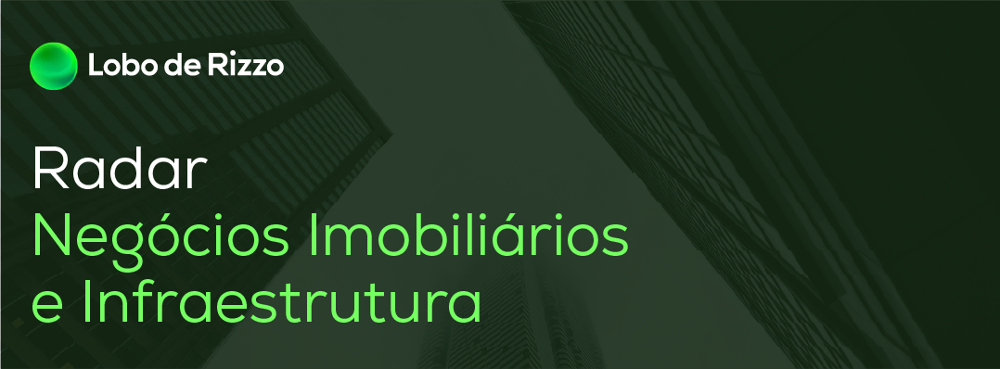 Lobo de Rizzo
Radar
Negócios Imobiliários
e Infraestrutura